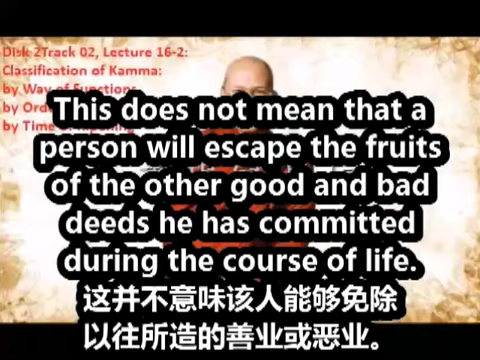 Disk 2Track 02, Lecture 16-2:
Classification of Kamma:
by Way of Functions
by Ord
by Time
This does not mean that a
person will escape the fruits
of the other good and bad
deeds he has committed
during the course of life.
这并不意味该人能够免除
以往所造的善业或恶业。